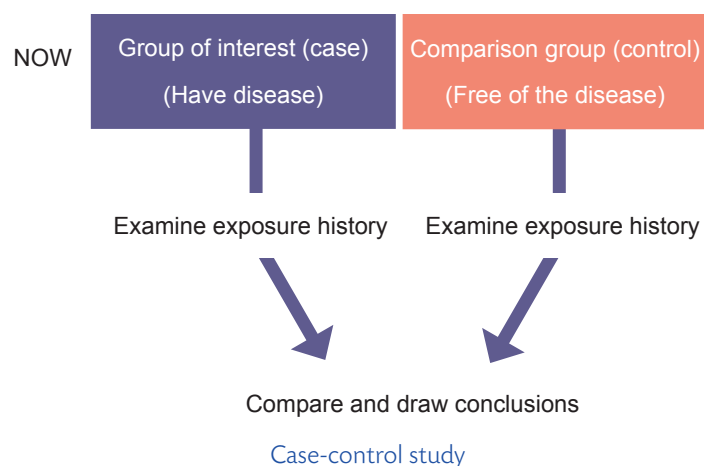 NOW
Group of interest (case)
(Have disease)
Comparison group (control)
(Free of the disease)
Examine exposure history
Examine exposure history
Compare and draw conclusions
Case-control study